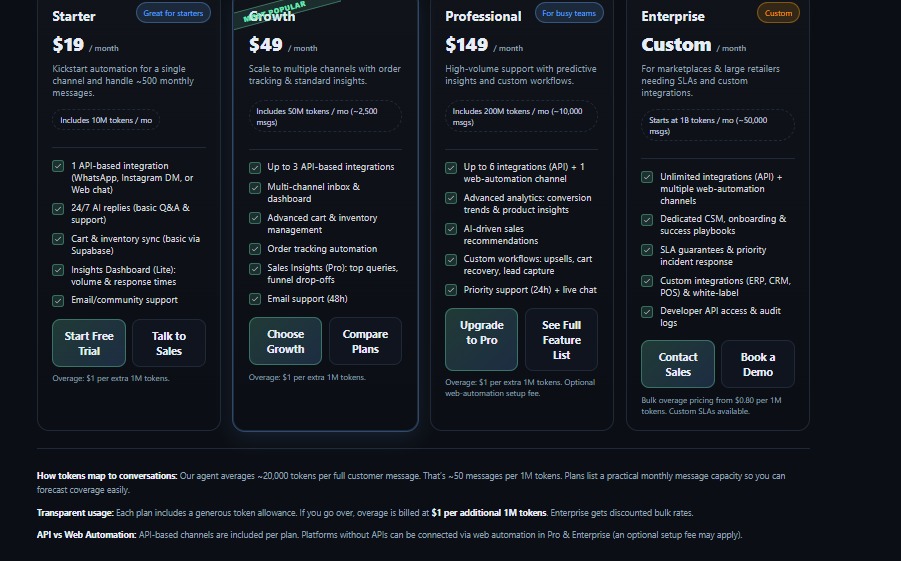 Starter
Great for starters
$19 / month
Kickstart automation for a single
channel and handle ~500 monthly
messages.
Includes 10M tokens / mo
1 API-based integration
(WhatsApp, Instagram DM, or
Web chat)
24/7 AI replies (basic Q&A &
support)
Cart & inventory sync (basic via
Supabase)
Insights Dashboard (Lite):
volume & response times
Email/community support
Start Free
Trial
Talk to
Sales
Overage: $1 per extra 1M tokens.
MOST POPULAR
Growth
$49 / month
Scale to multiple channels with order
tracking & standard insights.
Includes 50M tokens / mo (~2,500
msgs)
Up to 3 API-based integrations
Multi-channel inbox &
dashboard
Advanced cart & inventory
management
Order tracking automation
Sales Insights (Pro): top queries,
funnel drop-offs
Email support (48h)
Choose
Growth
Compare
Plans
Overage: $1 per extra 1M tokens.
Professional
For busy teams
$149 / month
High-volume support with predictive
insights and custom workflows.
Includes 200M tokens / mo (~10,000
msgs)
Up to 6 integrations (API) + 1
web-automation channel
Advanced analytics: conversion
trends & product insights
AI-driven sales
recommendations
Custom workflows: upsells, cart
recovery, lead capture
Priority support (24h) + live chat
Upgrade
to Pro
See Full
Feature
List
Overage: $1 per extra 1M tokens. Optional
web-automation setup fee.
Enterprise
Custom
Custom / month
For marketplaces & large retailers
needing SLAs and custom
integrations.
Starts at 1B tokens / mo (~50,000
msgs)
Unlimited integrations (API) +
multiple web-automation
channels
Dedicated CSM, onboarding &
success playbooks
SLA guarantees & priority
incident response
Custom integrations (ERP, CRM,
POS) & white-label
Developer API access & audit
logs
Contact
Sales
Book a
Demo
Bulk overage pricing from $0.80 per 1M
tokens. Custom SLAs available.
How tokens map to conversations: Our agent averages ~20,000 tokens per full customer message. That's ~50 messages per 1M tokens. Plans list a practical monthly message capacity so you can
forecast coverage easily.
Transparent usage: Each plan includes a generous token allowance. If you go over, overage is billed at $1 per additional 1M tokens. Enterprise gets discounted bulk rates.
API vs Web Automation: API-based channels are included per plan. Platforms without APIs can be connected via web automation in Pro & Enterprise (an optional setup fee may apply).